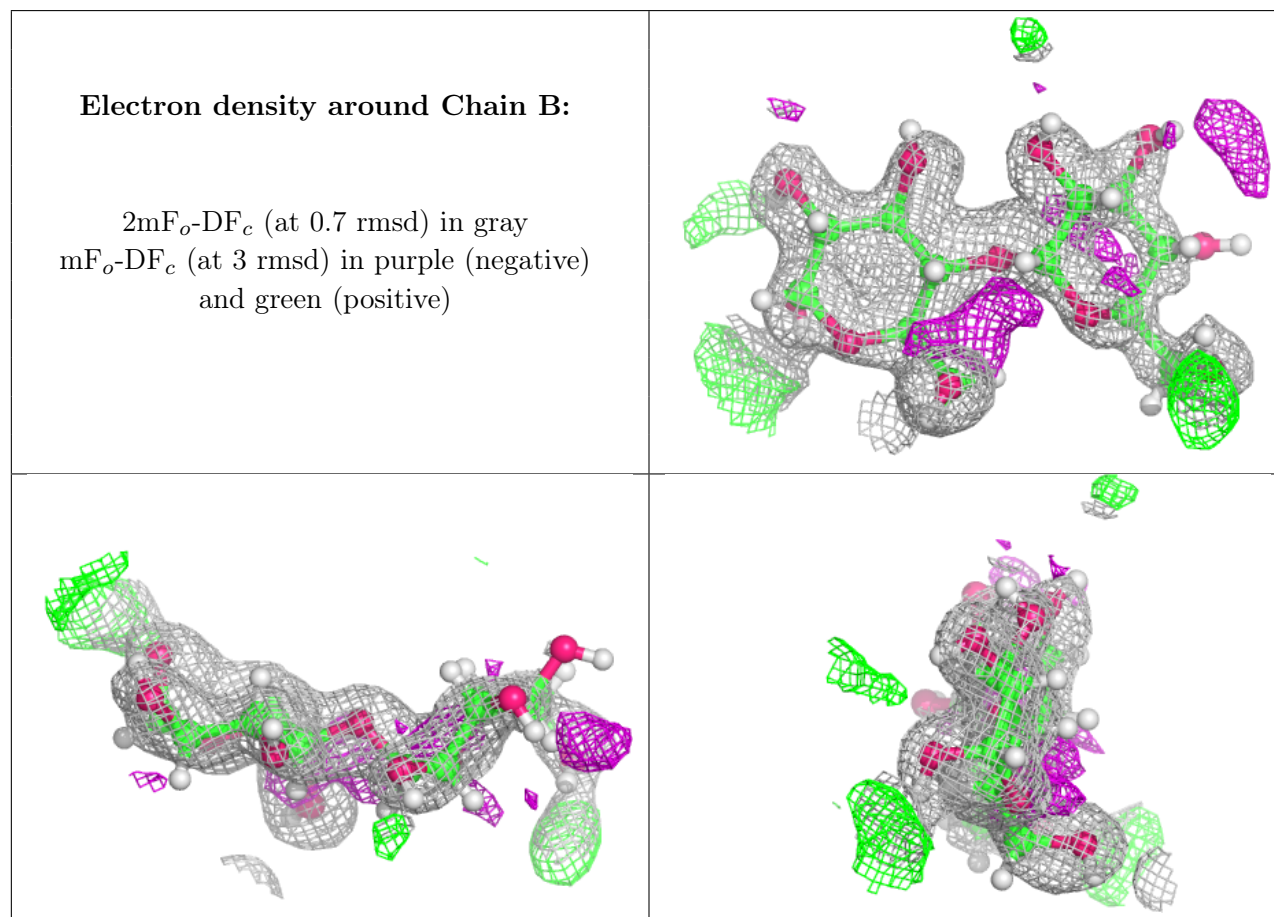 Electron density around Chain B:
2mFo-DFc (at 0.7 rmsd) in gray
mFo-DFc (at 3 rmsd) in purple (negative)
and green (positive)